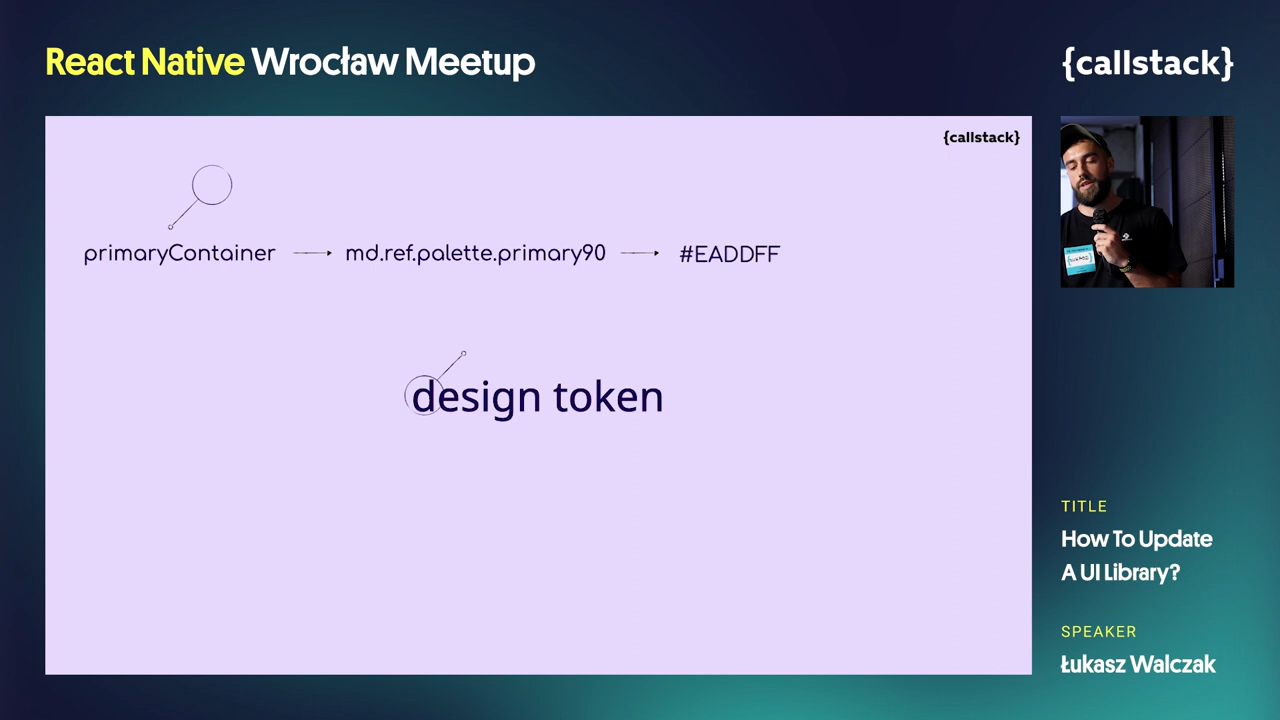 React Native Wrocław Meetup
{callstack}
{callstack}
primaryContainer → md.ref.palette.primary90 → #EADDFF
design token
TITLE
How To Update
A UI Library?
SPEAKER
Łukasz Walczak